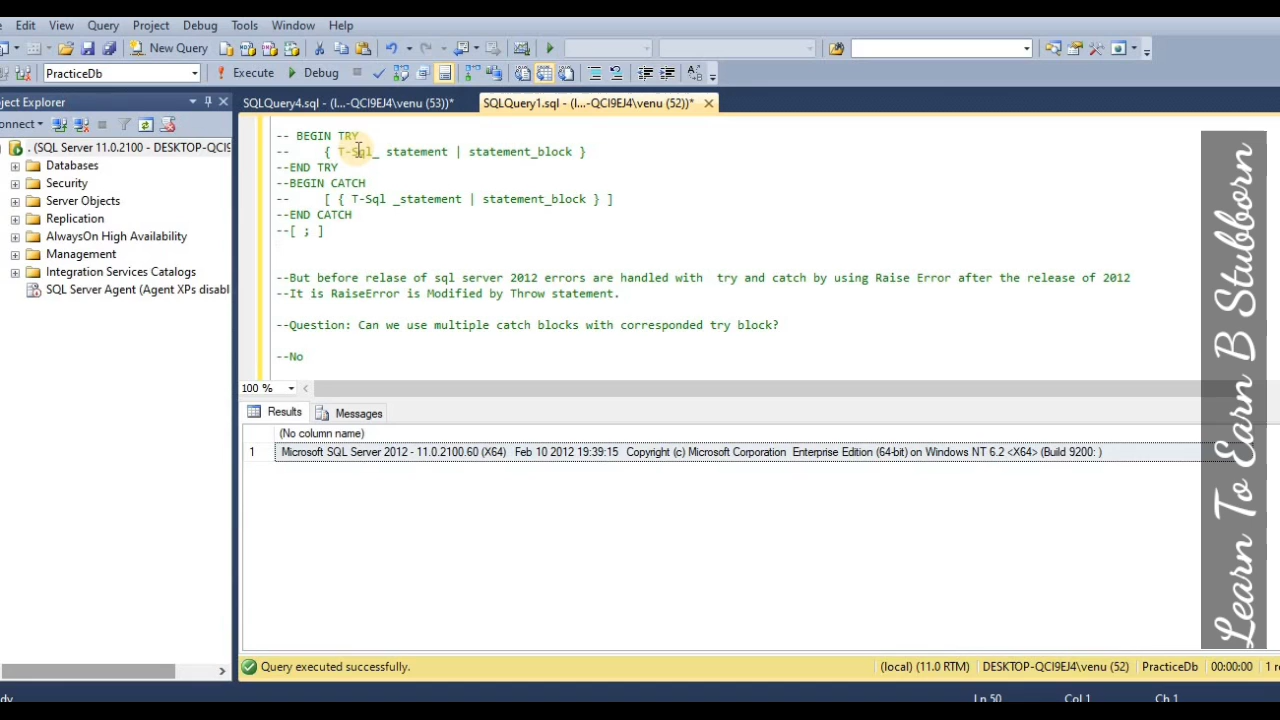 Edit View Query Project Debug Tools Window Help
New Query
PracticeDb Execute Debug
ject Explorer
SQLQuery4.sql - (l...-QCI9EJ4\venu (53))* SQLQuery1.sql - (l...-QCI9EJ4\venu (52))*
onnect
. (SQL Server 11.0.2100 - DESKTOP-QCI9
Databases
Security
Server Objects
Replication
AlwaysOn High Availability
Management
Integration Services Catalogs
SQL Server Agent (Agent XPs disabl
-- BEGIN TRY
-- { T-Sql_ statement | statement_block }
--END TRY
--BEGIN CATCH
-- [ { T-Sql _statement | statement_block } ]
--END CATCH
--[ ; ]
--But before relase of sql server 2012 errors are handled with try and catch by using Raise Error after the release of 2012
--It is RaiseError is Modified by Throw statement.
--Question: Can we use multiple catch blocks with corresponded try block?
--No
100 %
Results Messages
(No column name)
1 Microsoft SQL Server 2012 - 11.0.2100.60 (X64) Feb 10 2012 19:39:15 Copyright (c) Microsoft Corporation Enterprise Edition (64-bit) on Windows NT 6.2 <X64> (Build 9200: )
Query executed successfully. (local) (11.0 RTM) DESKTOP-QCI9EJ4\venu (52) PracticeDb 00:00:00 1 r
dy Ln 50 Col 1 Ch 1
Learn To Earn B Stubborn